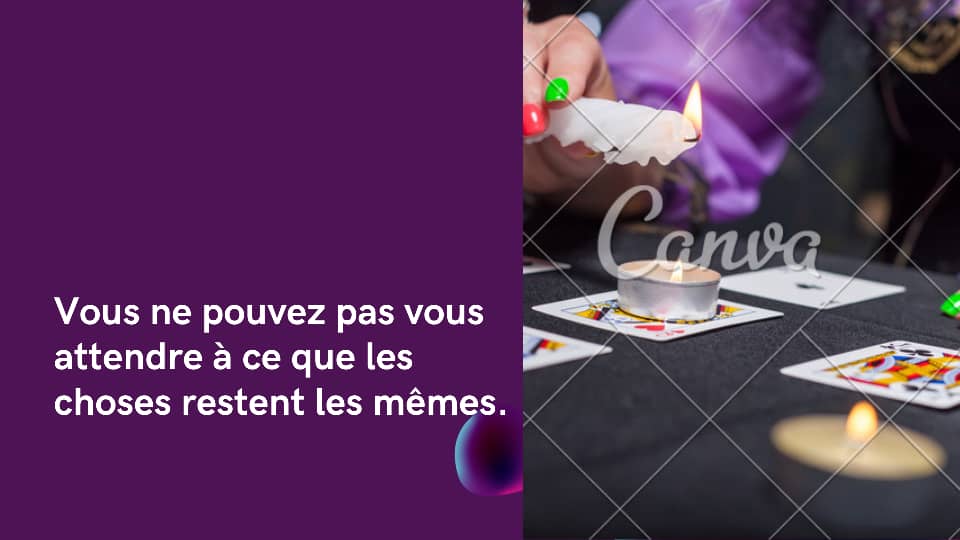 Vous ne pouvez pas vous
attendre à ce que les
choses restent les mêmes.
Canva